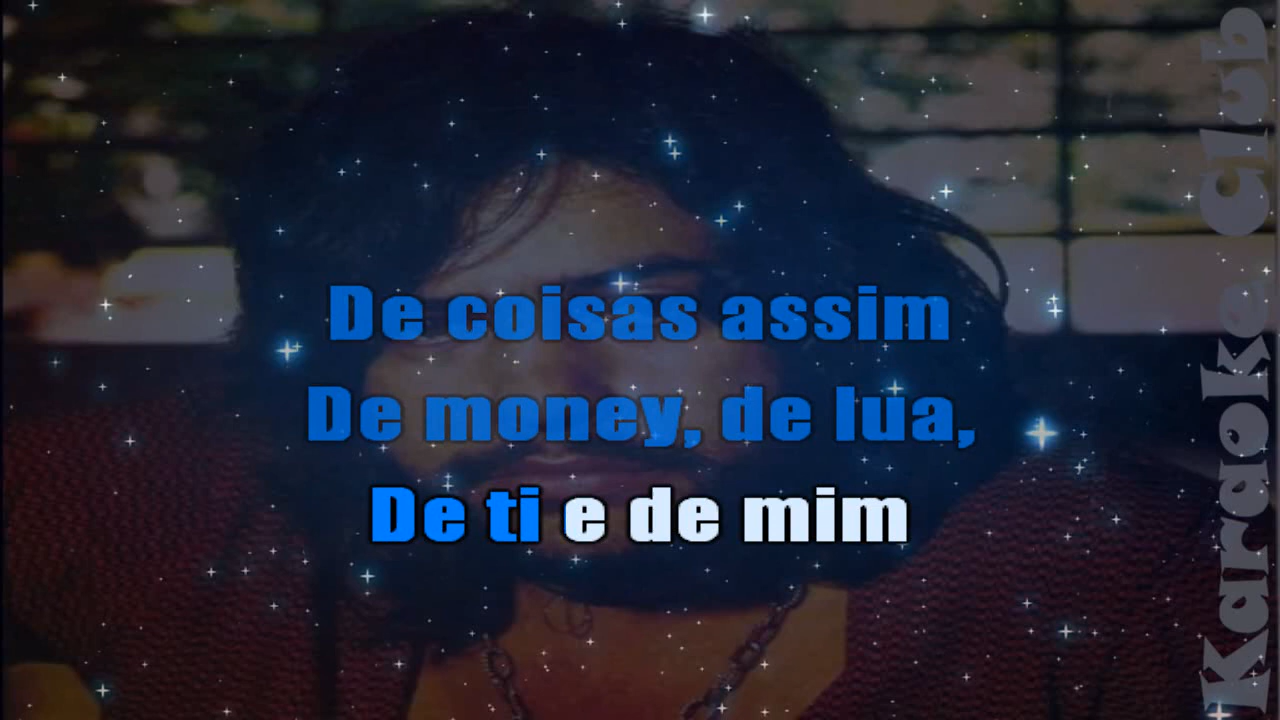 De coisas assim
De money, de lua,
De ti e de mim
Karaoke Club